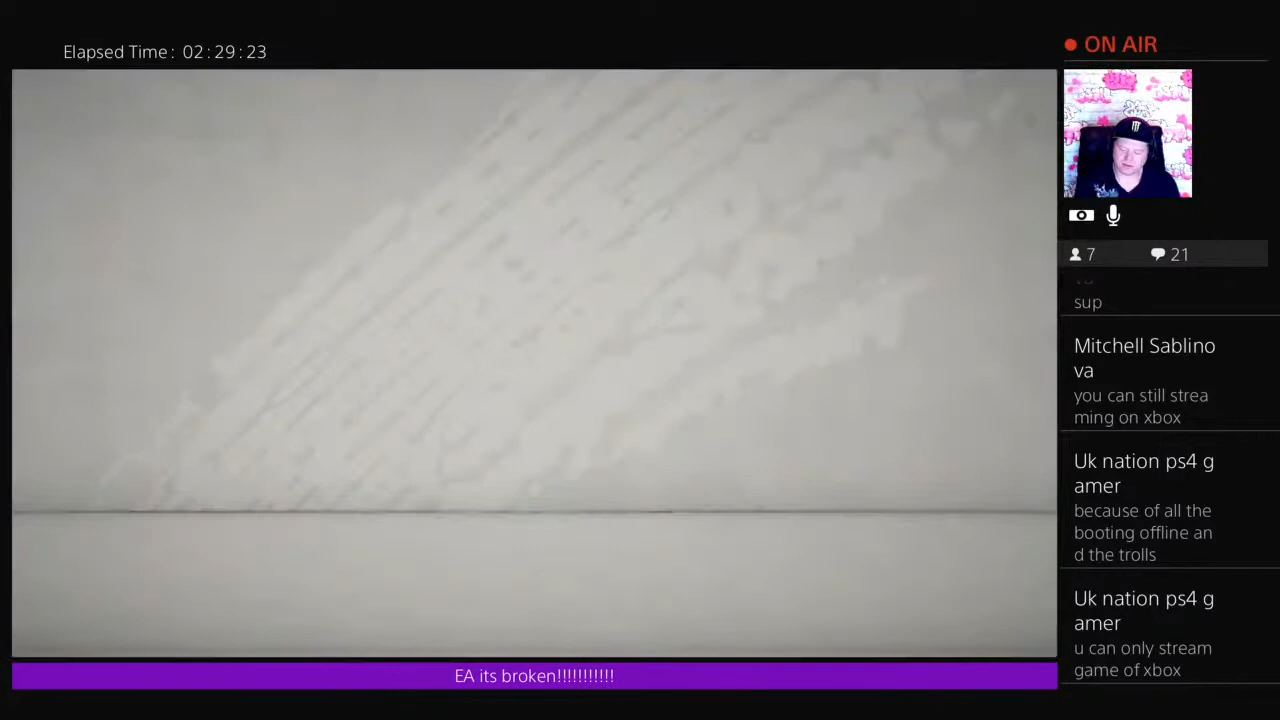 Elapsed Time: 02:29:23
ON AIR
7 21
sup
Mitchell Sablino
va
you can still strea
ming on xbox
Uk nation ps4 g
amer
because of all the
booting offline an
d the trolls
Uk nation ps4 g
amer
u can only stream
game of xbox
EA its broken!!!!!!!!!!!